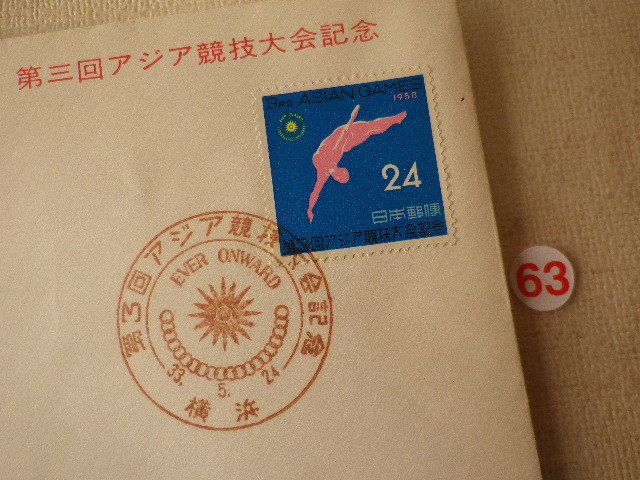 第三回アジア競技大会記念
3RD ASIAN GAMES
1958
24
日本郵便
第3回アジア競技大会記念
第3回アジア競技大会記念
EVER ONWARD
33. 5. 24
横浜
63